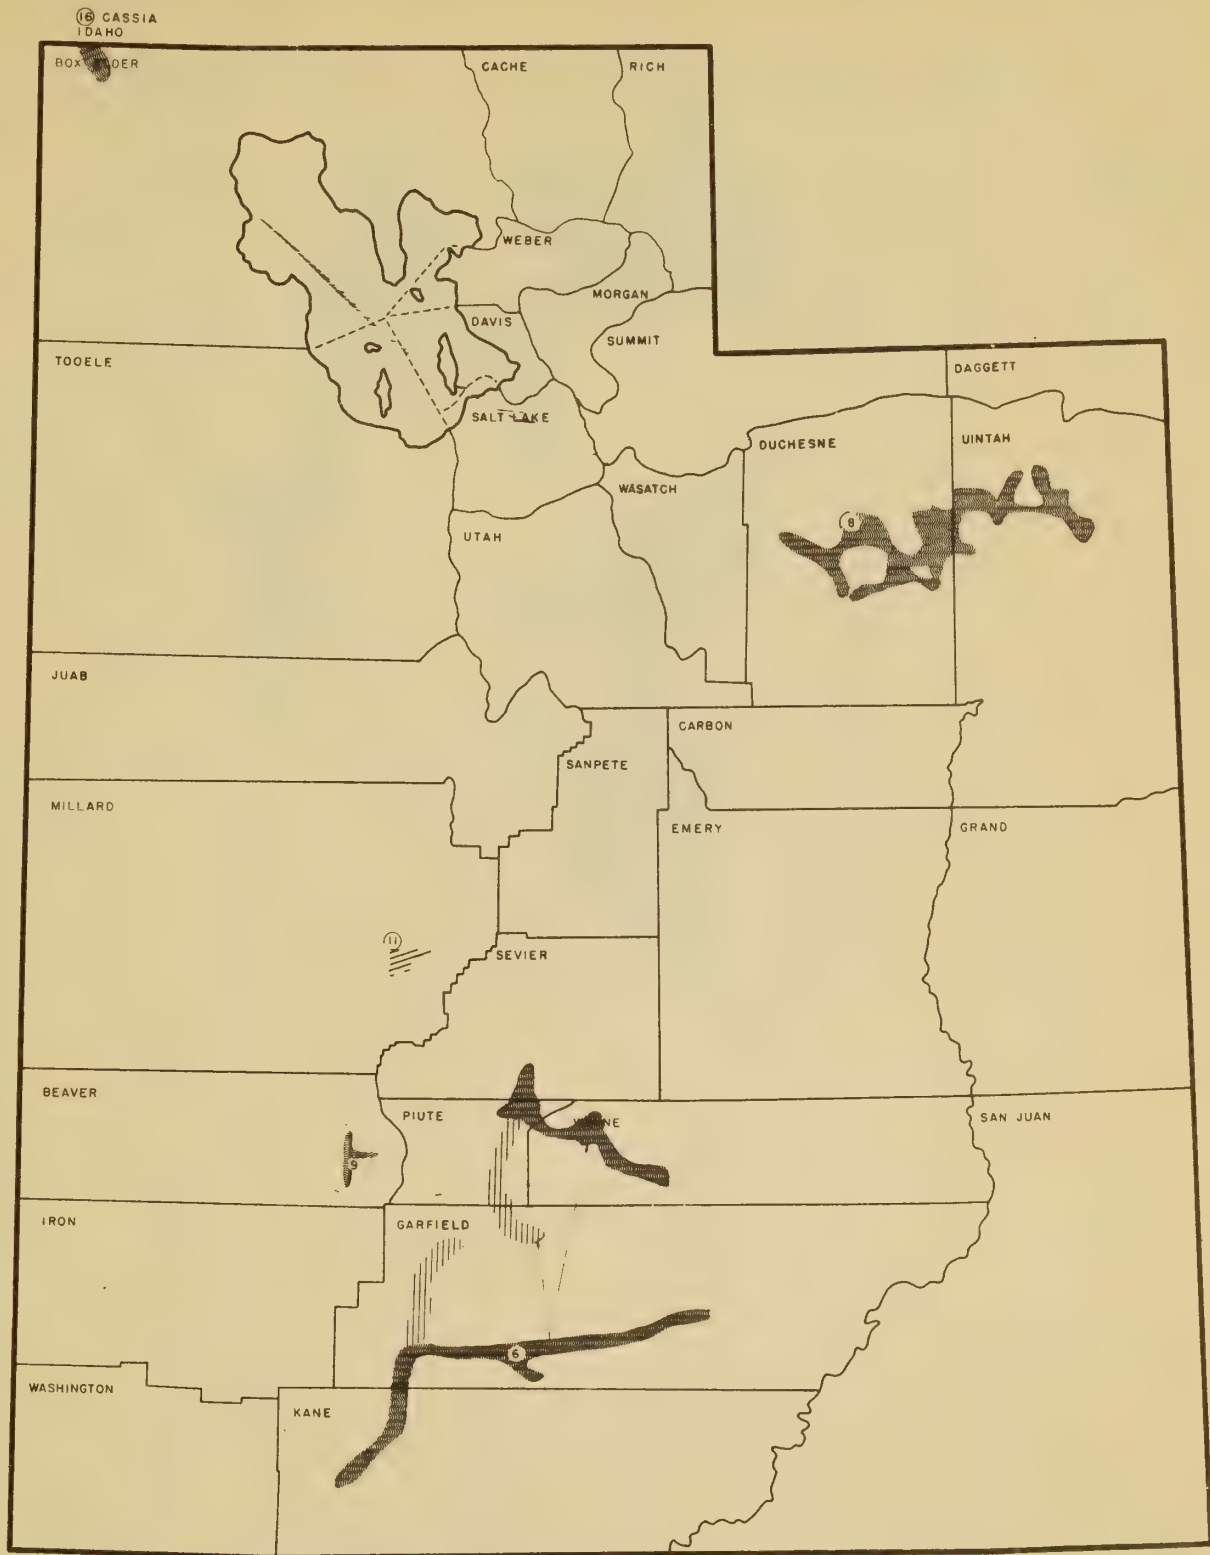 16 CASSIA
IDAHO
BOX ELDER
CACHE
RICH
WEBER
MORGAN
DAVIS
SUMMIT
TOOELE
DAGGETT
SALT LAKE
DUCHESNE
UINTAH
WASATCH
8
UTAH
JUAB
CARBON
SANPETE
MILLARD
EMERY
GRAND
11
SEVIER
BEAVER
PIUTE
WAYNE
SAN JUAN
9
IRON
GARFIELD
6
WASHINGTON
KANE